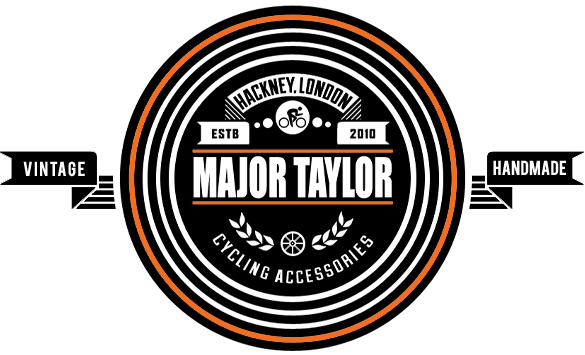 HACKNEY, LONDON
ESTB 2010
VINTAGE
MAJOR TAYLOR
HANDMADE
CYCLING ACCESSORIES